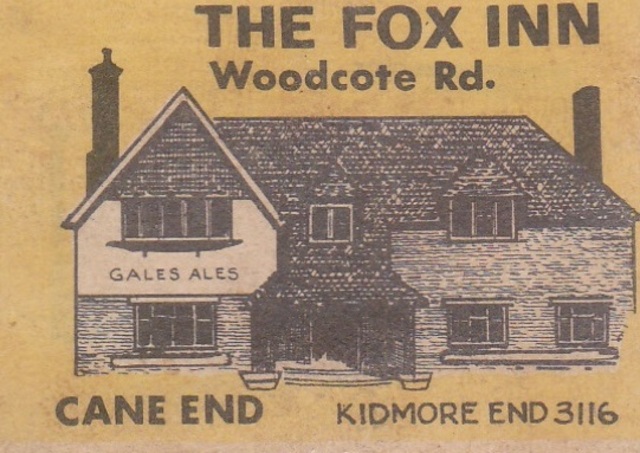 THE FOX INN
Woodcote Rd.
GALES ALES
CANE END KIDMORE END 3116